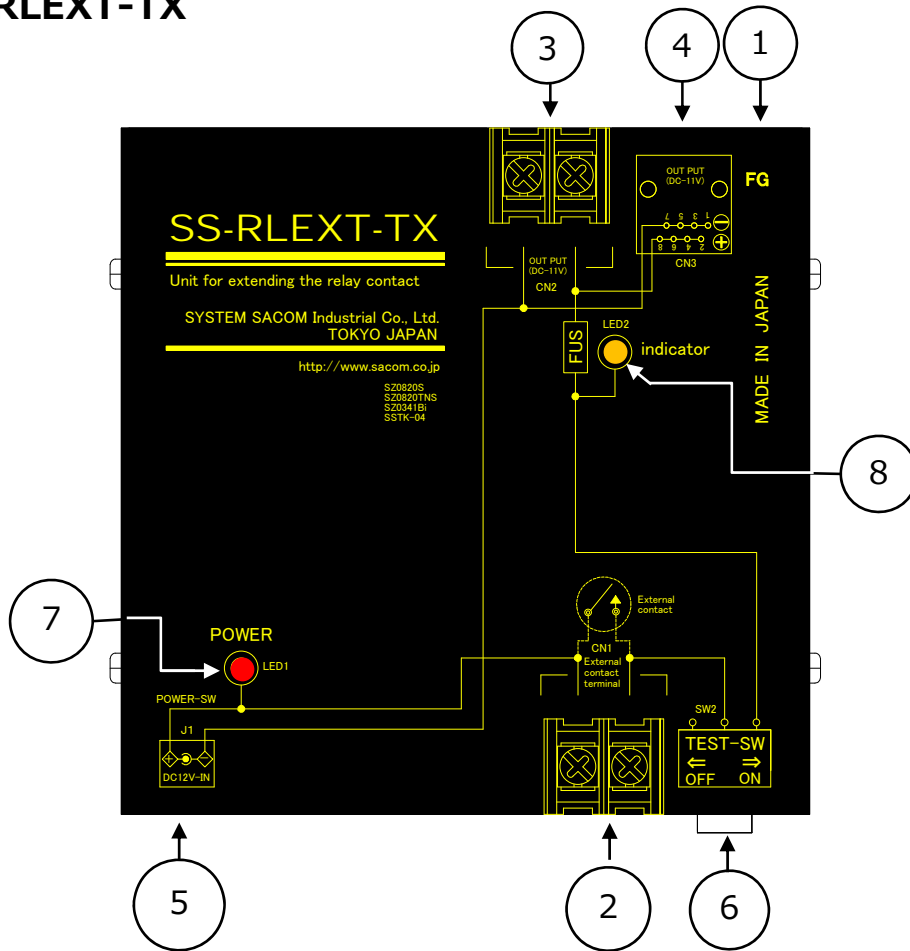 RLEXT-TX
3
4
1
OUT PUT
(DC-11V)
FG
7 5 3 1
8 6 4 2
CN3
SS-RLEXT-TX
Unit for extending the relay contact
SYSTEM SACOM Industrial Co., Ltd.
TOKYO JAPAN
http://www.sacom.co.jp
SZ0820S
SZ0820TNS
SZ0341Bi
SSTK-04
OUT PUT
(DC-11V)
CN2
FUS
LED2
indicator
MADE IN JAPAN
8
7
POWER
LED1
POWER-SW
J1
DC12V-IN
External
contact
CN1
External
contact
terminal
SW2
TEST-SW
⇐ ⇒
OFF ON
5
2
6